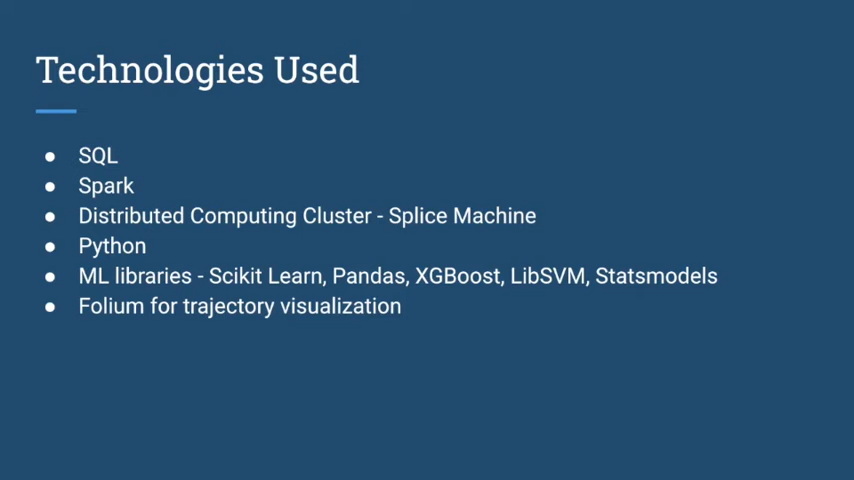 Technologies Used
● SQL
● Spark
● Distributed Computing Cluster - Splice Machine
● Python
● ML libraries - Scikit Learn, Pandas, XGBoost, LibSVM, Statsmodels
● Folium for trajectory visualization